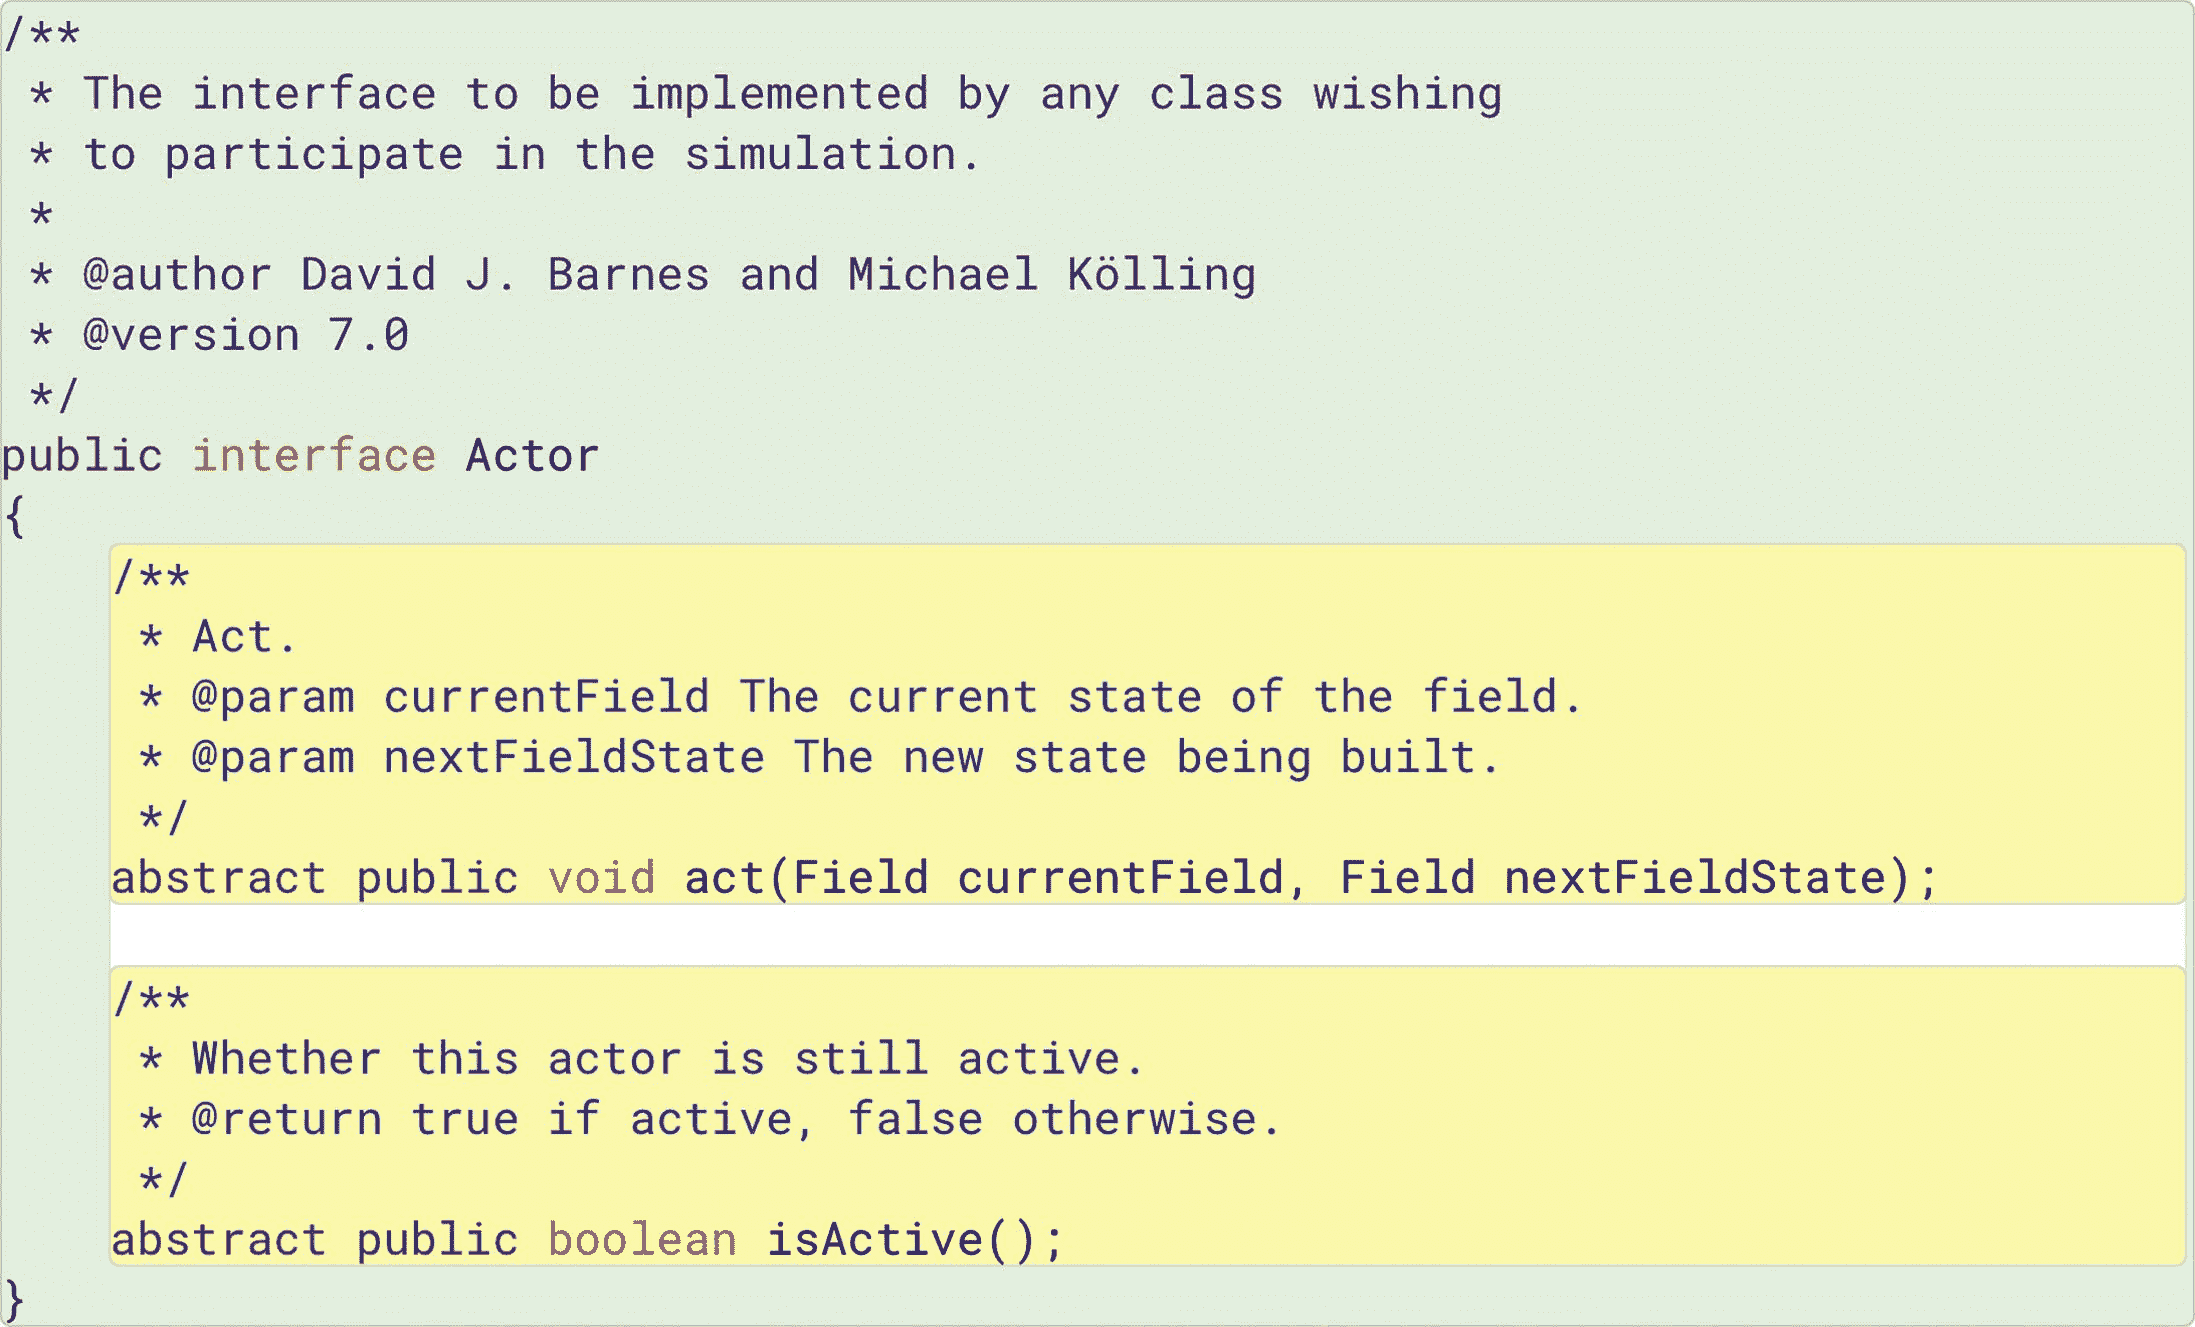 /**
 * The interface to be implemented by any class wishing
 * to participate in the simulation.
 *
 * @author David J. Barnes and Michael Kölling
 * @version 7.0
 */
public interface Actor
{
    /**
     * Act.
     * @param currentField The current state of the field.
     * @param nextFieldState The new state being built.
     */
    abstract public void act(Field currentField, Field nextFieldState);

    /**
     * Whether this actor is still active.
     * @return true if active, false otherwise.
     */
    abstract public boolean isActive();
}